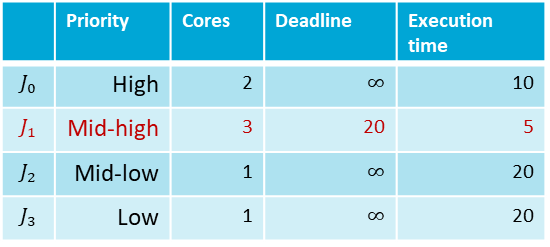 Priority Cores Deadline Execution time
J₀ High 2 ∞ 10
J₁ Mid-high 3 20 5
J₂ Mid-low 1 ∞ 20
J₃ Low 1 ∞ 20